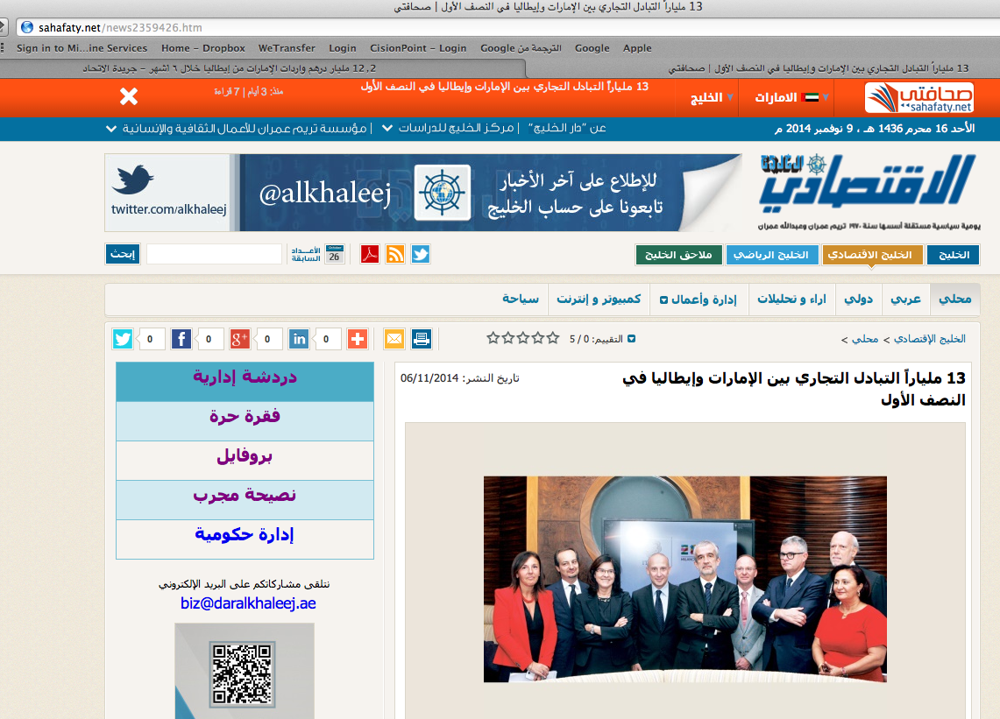 13 ملياراً التبادل التجاري بين الإمارات وإيطاليا في النصف الأول | صحافتي
sahafaty.net/news2359426.htm
Sign in to Mi...ine Services Home - Dropbox WeTransfer Login CisionPoint - Login Google الترجمة من Google Apple
13 ملياراً التبادل التجاري بين الإمارات وإيطاليا في النصف الأول | صحافتي
2, 12 مليار درهم واردات الإمارات من إيطاليا خلال ٦ أشهر - جريدة الاتحاد
صحافتي
sahafaty.net
الامارات
الخليج
13 ملياراً التبادل التجاري بين الإمارات وإيطاليا في النصف الأول
منذ: 3 أيام | 7 قراءة
الأحد 16 محرم 1436 هـ ، 9 نوفمبر 2014 م
عن "دار الخليج" | مركز الخليج للدراسات | مؤسسة تريم عمران للأعمال الثقافية والإنسانية
الاقتصادي الخليج
يومية سياسية مستقلة أسسها سنة ١٩٧٠ تريم عمران وعبدالله عمران
للإطلاع على آخر الأخبار
تابعونا على حساب الخليج
@alkhaleej
twitter.com/alkhaleej
الخليج
الخليج الاقتصادي
الخليج الرياضي
ملاحق الخليج
26
الأعــداد
السابقة
إبحث
محلي
عربي
دولي
اراء و تحليلات
إدارة وأعمال
كمبيوتر و إنترنت
سياحة
الخليج الإقتصادي > محلي >
التقييم: 0 / 5
0 0 0 0
13 ملياراً التبادل التجاري بين الإمارات وإيطاليا في
النصف الأول
تاريخ النشر: 06/11/2014
دردشة إدارية
فقرة حرة
بروفايل
نصيحة مجرب
إدارة حكومية
نتلقى مشاركاتكم على البريد الإلكتروني
biz@daralkhaleej.ae